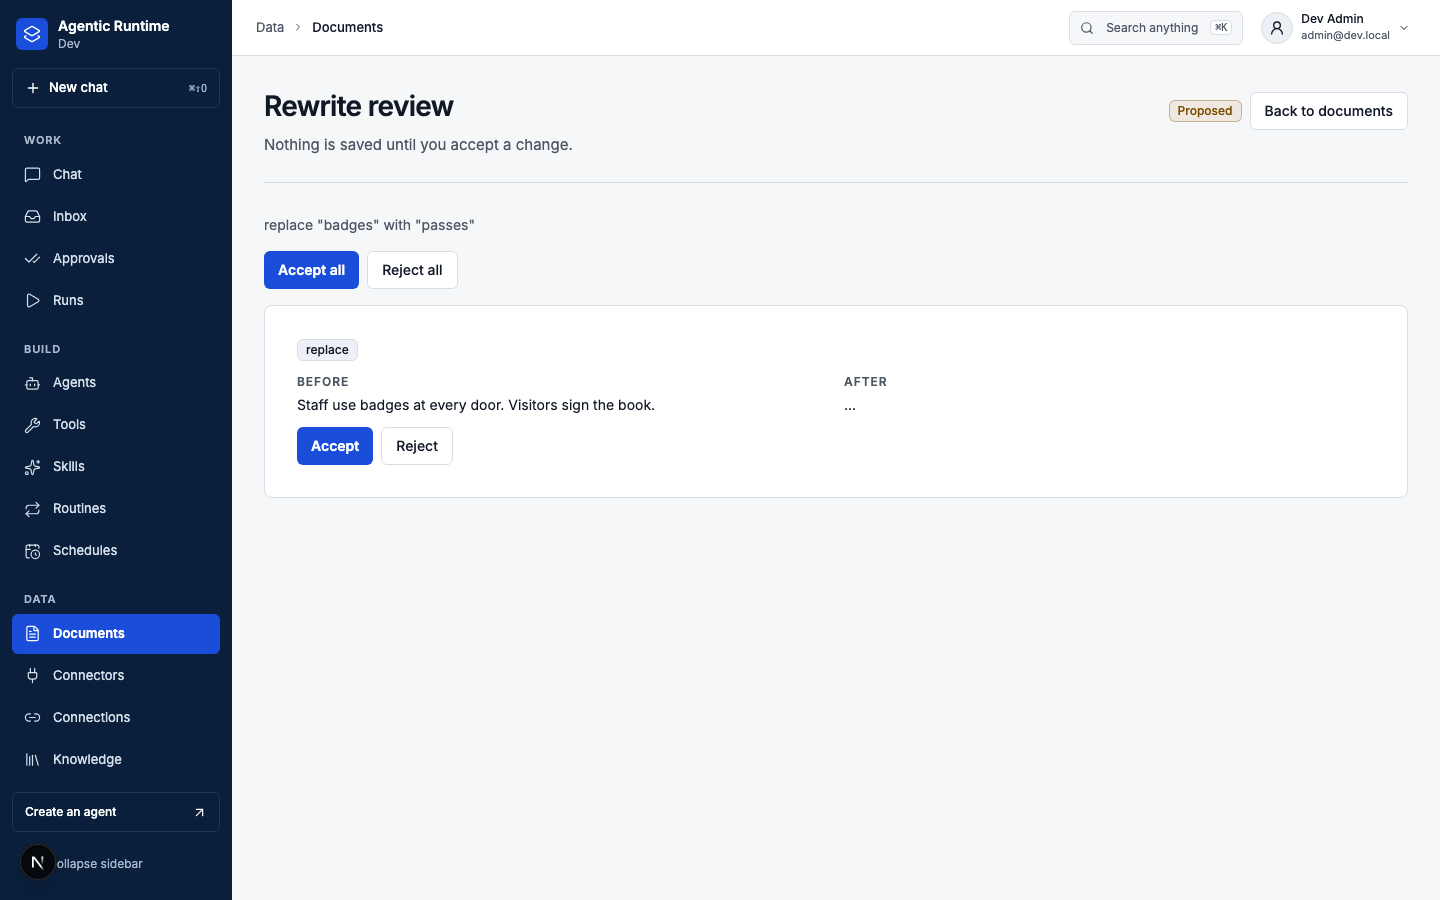 Agentic Runtime
Dev
New chat ⌘⇧O
WORK
Chat
Inbox
Approvals
Runs
BUILD
Agents
Tools
Skills
Routines
Schedules
DATA
Documents
Connectors
Connections
Knowledge
Create an agent
N ollapse sidebar
Data > Documents
Search anything ⌘K
Dev Admin
admin@dev.local
Rewrite review
Nothing is saved until you accept a change.
Proposed
Back to documents
replace "badges" with "passes"
Accept all Reject all
replace
BEFORE AFTER
Staff use badges at every door. Visitors sign the book. ...
Accept Reject